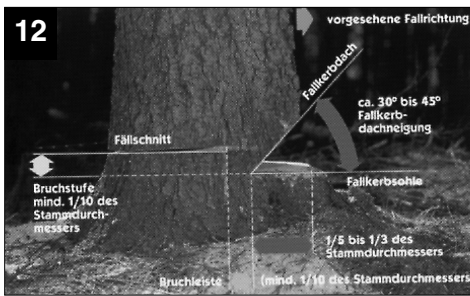 12
vorgesehene Fallrichtung
Fallkerbdach
ca. 30° bis 45°
Fallkerb-
dachneigung
Fällschnitt
Bruchstufe
mind. 1/10 des
Stammdurch-
messers
Fallkerbsohle
1/5 bis 1/3 des
Stammdurchmessers
Bruchleiste
(mind. 1/10 des Stammdurchmessers